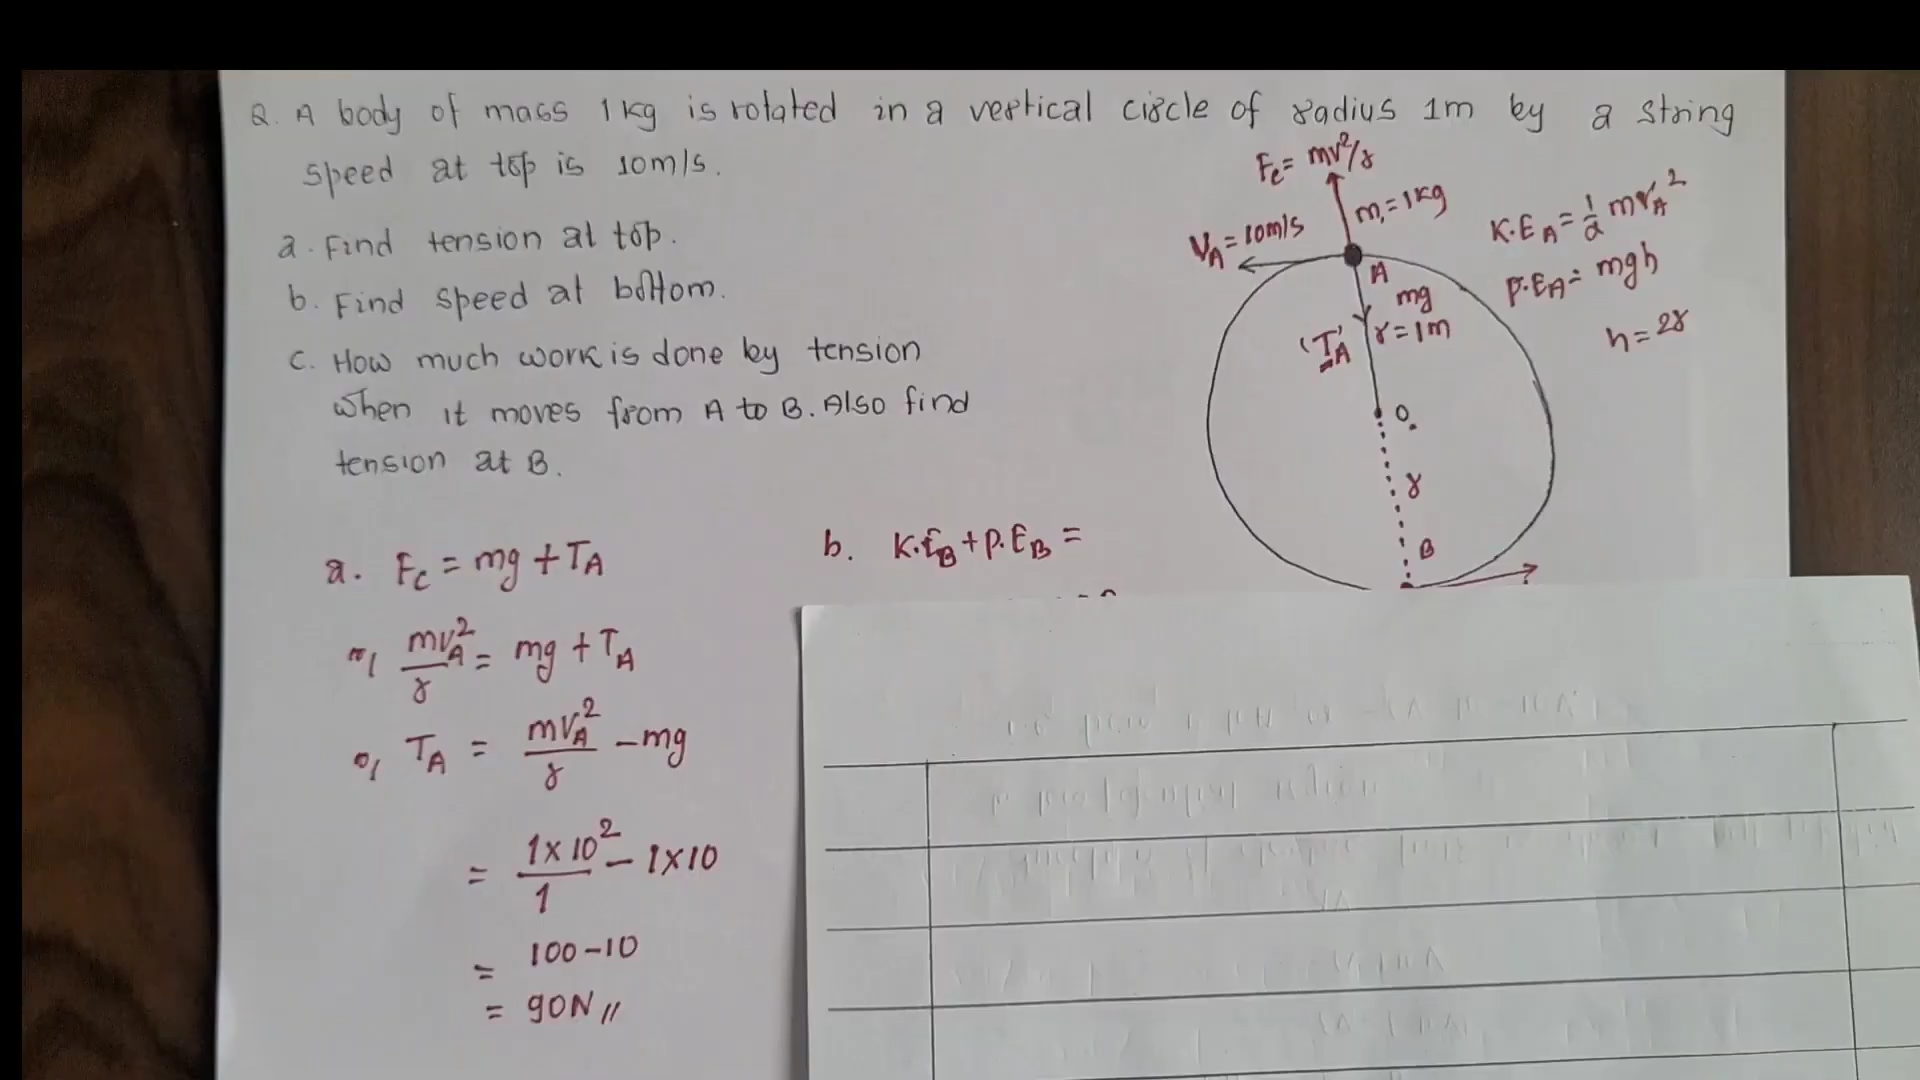 Q. A body of mass 1 kg is rotated in a vertical circle of radius 1m by a string
speed at top is 10m/s.
a. Find tension at top.
b. Find speed at bottom.
c. How much work is done by tension
when it moves from A to B. Also find
tension at B.
Fc = mv²/r
m = 1kg
VA = 10m/s
A
mg
'TA'
r = 1m
O
r
B
K.EA = 1/2 mvA²
P.EA = mgh
h = 2r
a. Fc = mg + TA
or, mvA²/r = mg + TA
or, TA = mvA²/r - mg
= 1×10²/1 - 1×10
= 100-10
= 90N //
b. K.EB + P.EB =